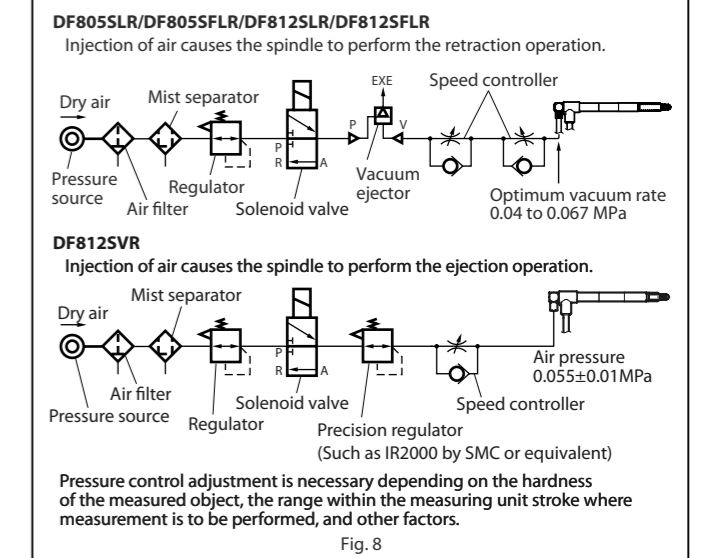 DF805SLR/DF805SFLR/DF812SLR/DF812SFLR
Injection of air causes the spindle to perform the retraction operation.
EXE
Speed controller
Dry air
Mist separator
P
V
P
R
A
Pressure
source
Air filter
Regulator
Solenoid valve
Vacuum
ejector
Optimum vacuum rate
0.04 to 0.067 MPa
DF812SVR
Injection of air causes the spindle to perform the ejection operation.
Mist separator
Dry air
P
R
A
Air pressure
0.055±0.01MPa
Air filter
Pressure source
Regulator
Solenoid valve
Speed controller
Precision regulator
(Such as IR2000 by SMC or equivalent)
Pressure control adjustment is necessary depending on the hardness
of the measured object, the range within the measuring unit stroke where
measurement is to be performed, and other factors.
Fig. 8